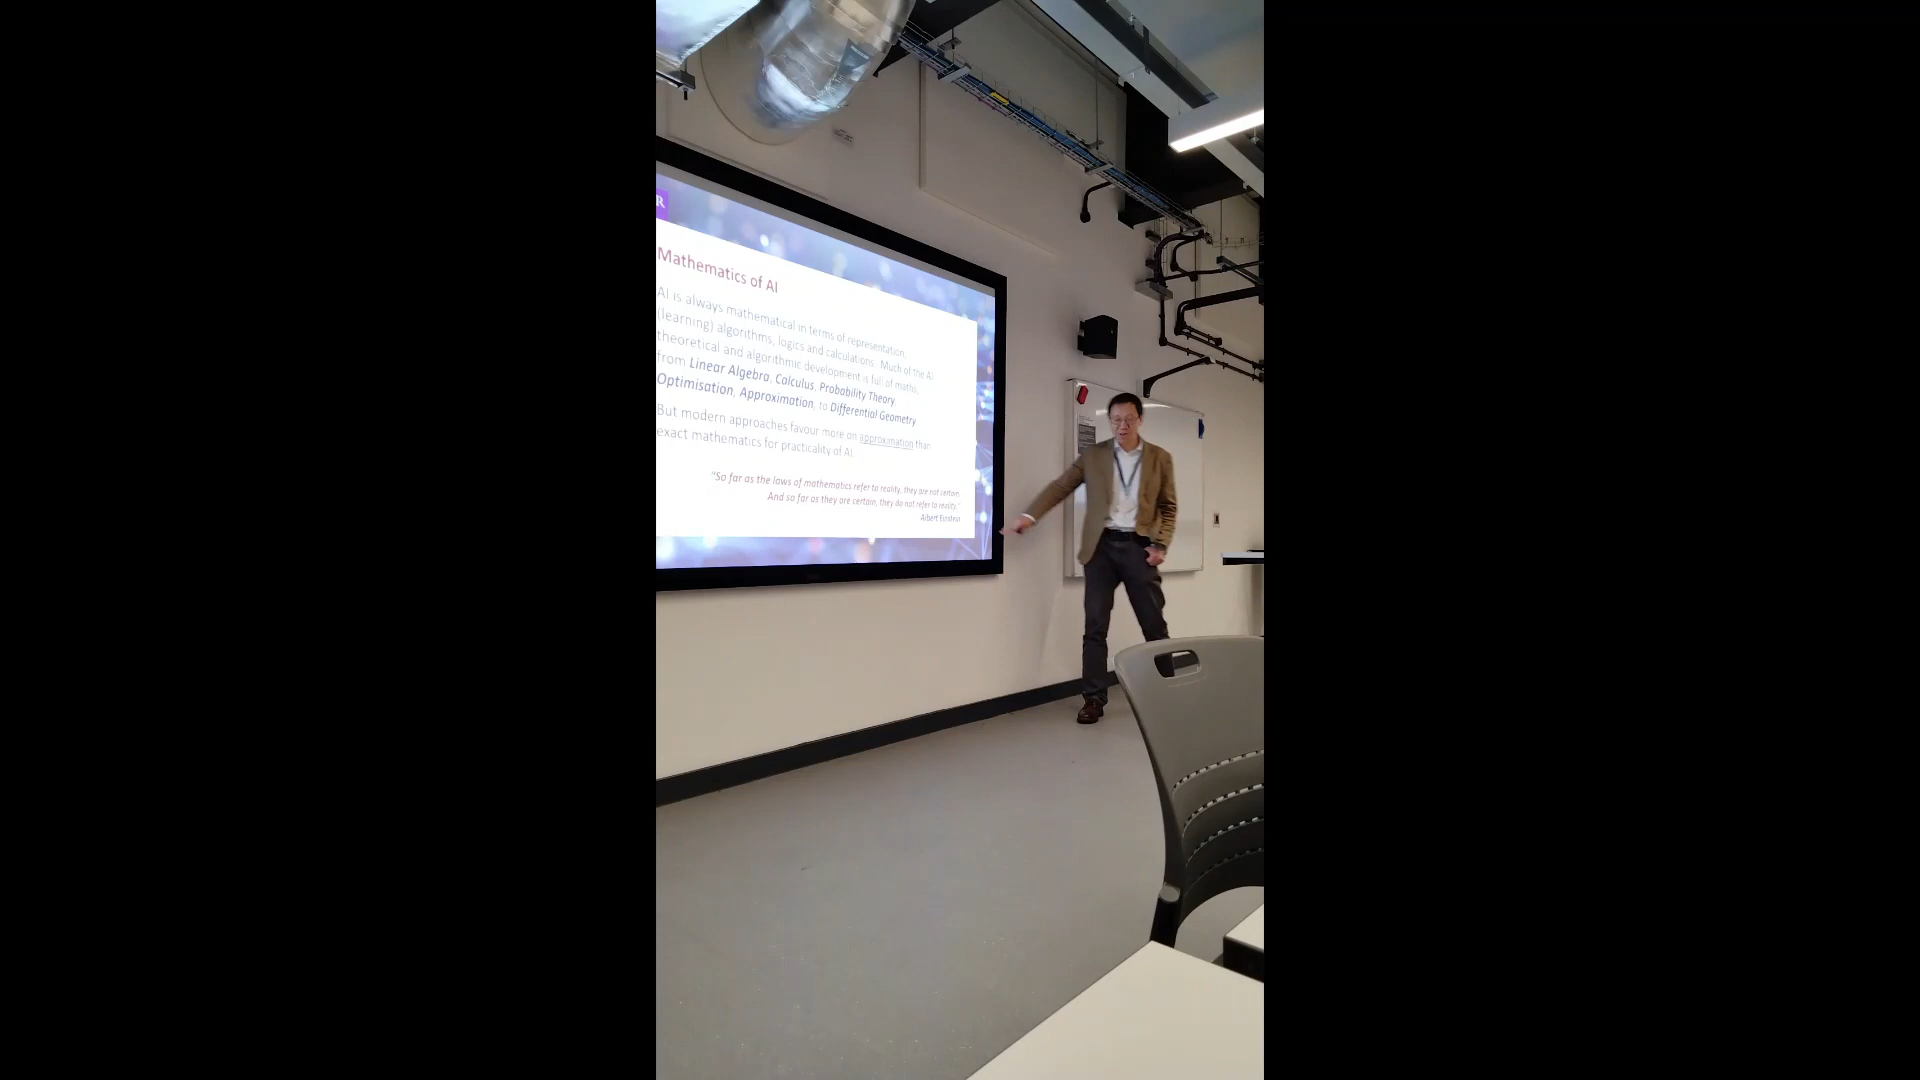 R
Mathematics of AI
AI is always mathematical in terms of representation,
(learning) algorithms, logics and calculations. Much of the AI
theoretical and algorithmic development is full of maths,
from Linear Algebra, Calculus, Probability Theory,
Optimisation, Approximation, to Differential Geometry
But modern approaches favour more on approximation than
exact mathematics for practicality of AI.
"So far as the laws of mathematics refer to reality, they are not certain.
And so far as they are certain, they do not refer to reality."
Albert Einstein